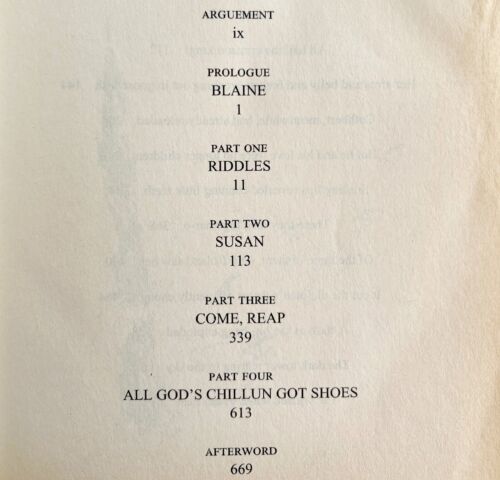 ARGUEMENT
ix
PROLOGUE
BLAINE
1
PART ONE
RIDDLES
11
PART TWO
SUSAN
113
PART THREE
COME, REAP
339
PART FOUR
ALL GOD'S CHILLUN GOT SHOES
613
AFTERWORD
669